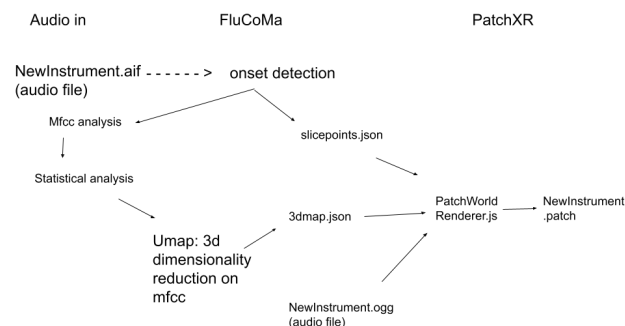 Audio in
FluCoMa
PatchXR
NewInstrument.aif
(audio file)
- - - - - - >
onset detection
Mfcc analysis
slicepoints.json
Statistical analysis
Umap: 3d
dimensionality
reduction on
mfcc
3dmap.json
PatchWorld
Renderer.js
NewInstrument
.patch
NewInstrument.ogg
(audio file)